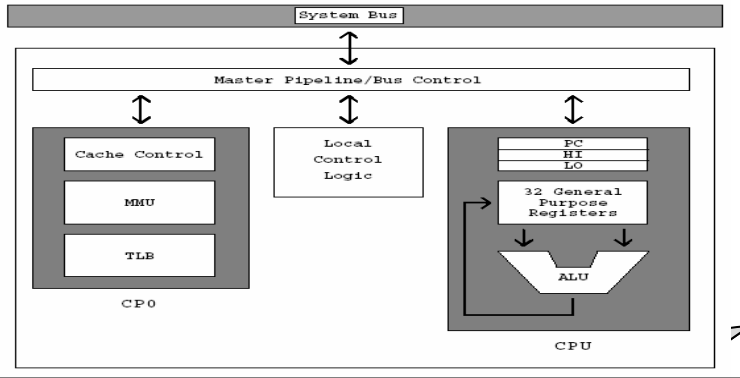 System Bus
Master Pipeline/Bus Control
Cache Control
MMU
TLB
CP0
Local
Control
Logic
PC
HI
LO
32 General
Purpose
Registers
ALU
CPU